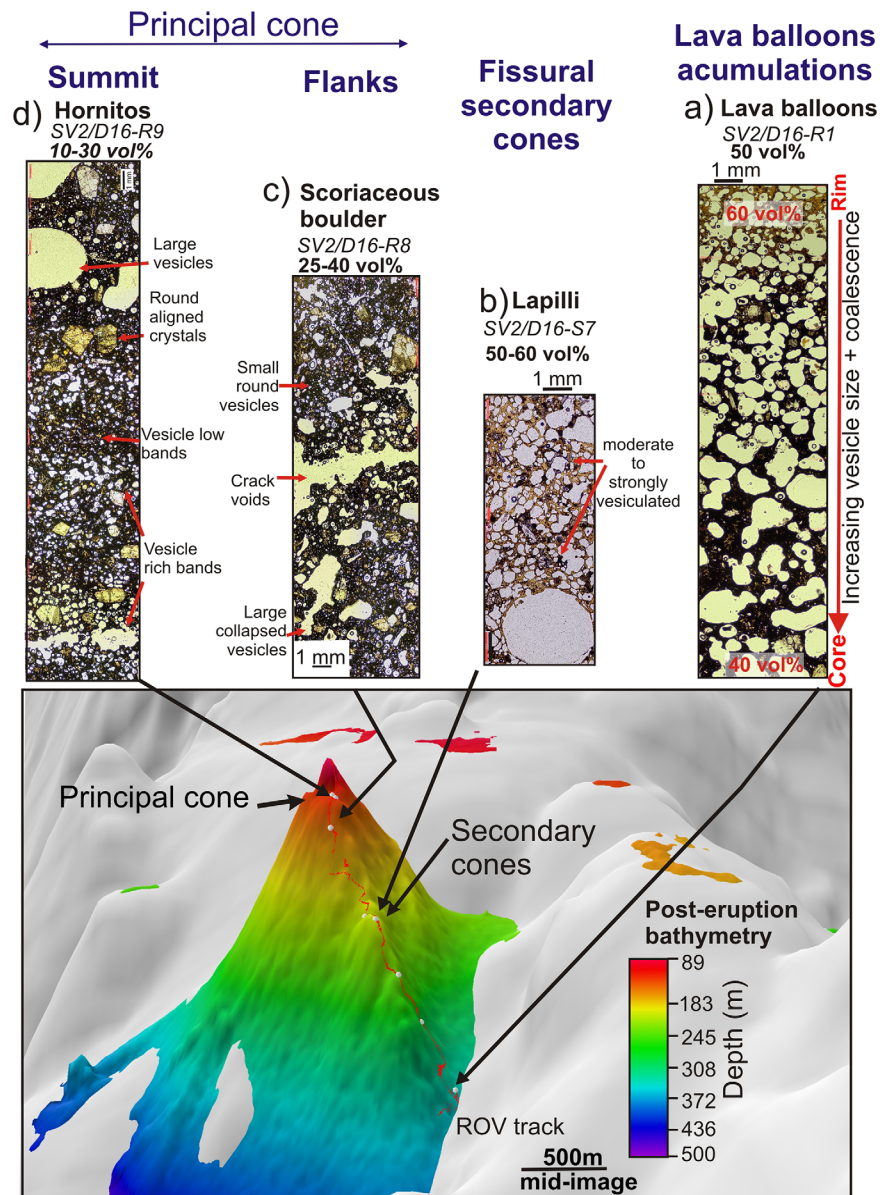 Principal cone
Summit
Flanks
Fissural
secondary
cones
Lava balloons
acumulations
d) Hornitos
SV2/D16-R9
10-30 vol%
1 mm
Large
vesicles
Round
aligned
crystals
Vesicle low
bands
Vesicle
rich bands
c) Scoriaceous
boulder
SV2/D16-R8
25-40 vol%
Small
round
vesicles
Crack
voids
Large
collapsed
vesicles
1 mm
b) Lapilli
SV2/D16-S7
50-60 vol%
1 mm
moderate
to
strongly
vesiculated
a) Lava balloons
SV2/D16-R1
50 vol%
1 mm
60 vol%
Rim
Increasing vesicle size + coalescence
40 vol%
Core
Principal cone
Secondary
cones
Post-eruption
bathymetry
89
183
245
308
372
436
500
Depth (m)
ROV track
500m
mid-image